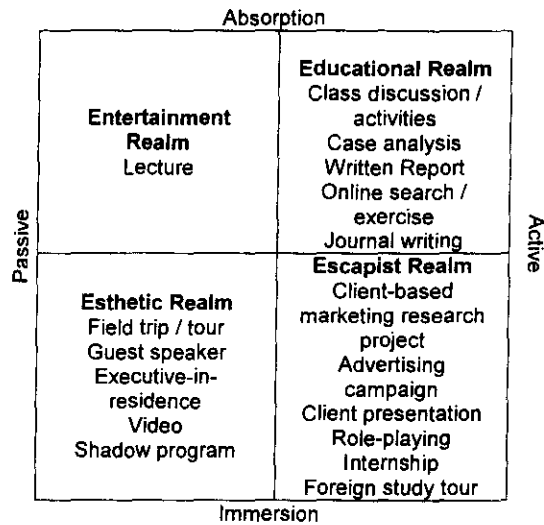 Absorption
Passive
Entertainment
Realm
Lecture
Educational Realm
Class discussion /
activities
Case analysis
Written Report
Online search /
exercise
Journal writing
Active
Esthetic Realm
Field trip / tour
Guest speaker
Executive-in-
residence
Video
Shadow program
Escapist Realm
Client-based
marketing research
project
Advertising
campaign
Client presentation
Role-playing
Internship
Foreign study tour
Immersion